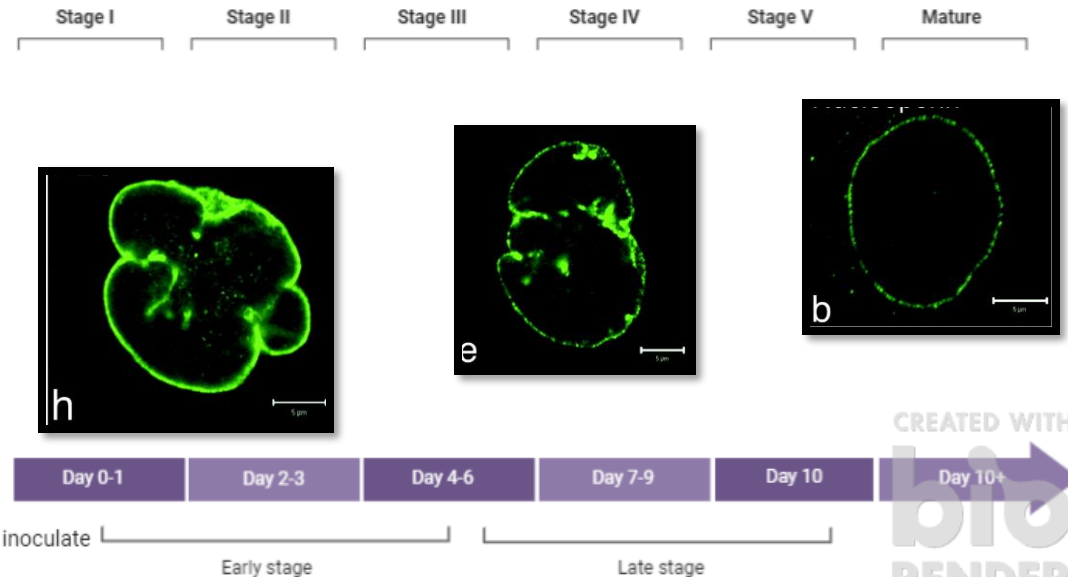 Stage I
Stage II
Stage III
Stage IV
Stage V
Mature
h
5 µm
e
5 µm
b
5 µm
Day 0-1
Day 2-3
Day 4-6
Day 7-9
Day 10
Day 10+
inoculate
Early stage
Late stage
CREATED WITH
bio
RENDER